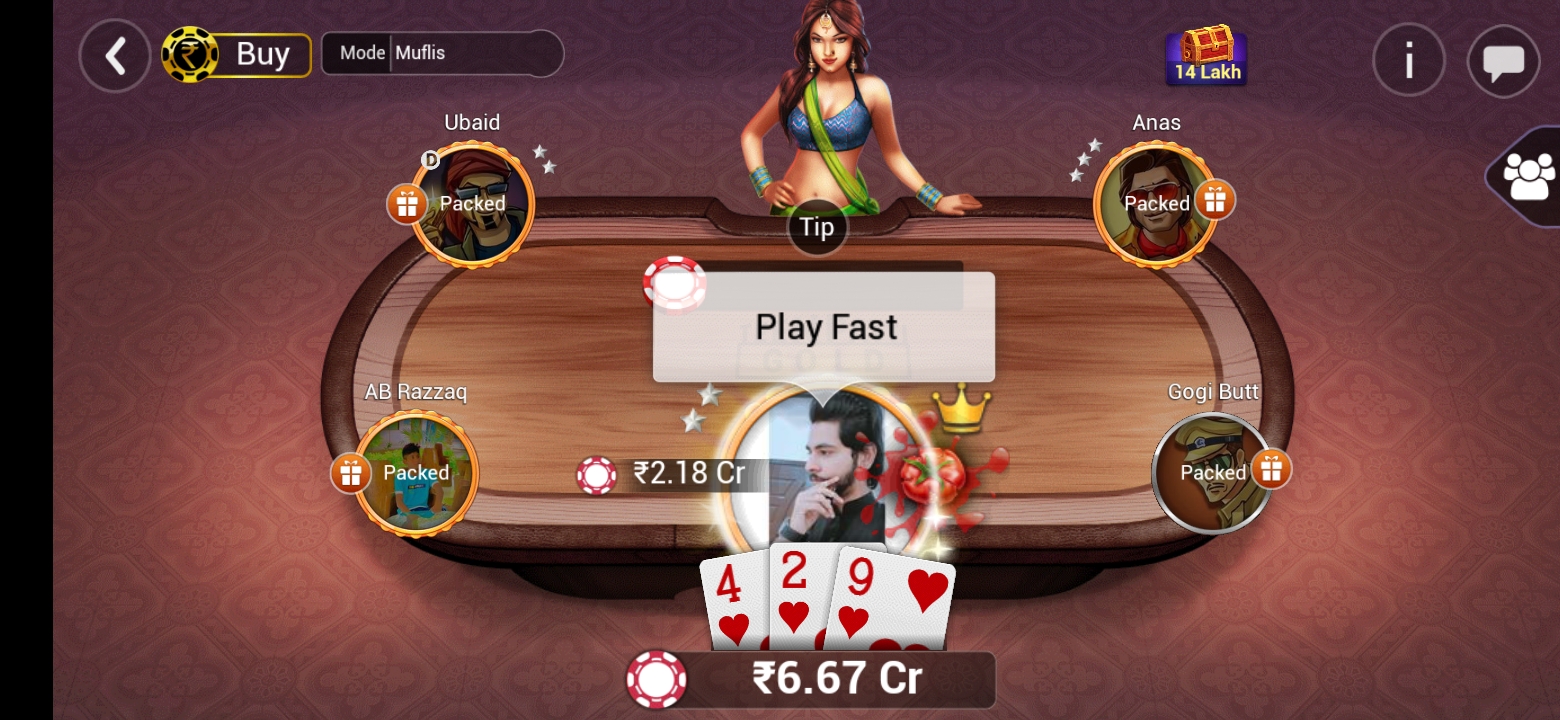 Buy
Mode Muflis
14 Lakh
i
Ubaid
D
Packed
Anas
Packed
Tip
Play Fast
GOLD
AB Razzaq
Packed
Gogi Butt
Packed
₹2.18 Cr
4
2
9
₹6.67 Cr